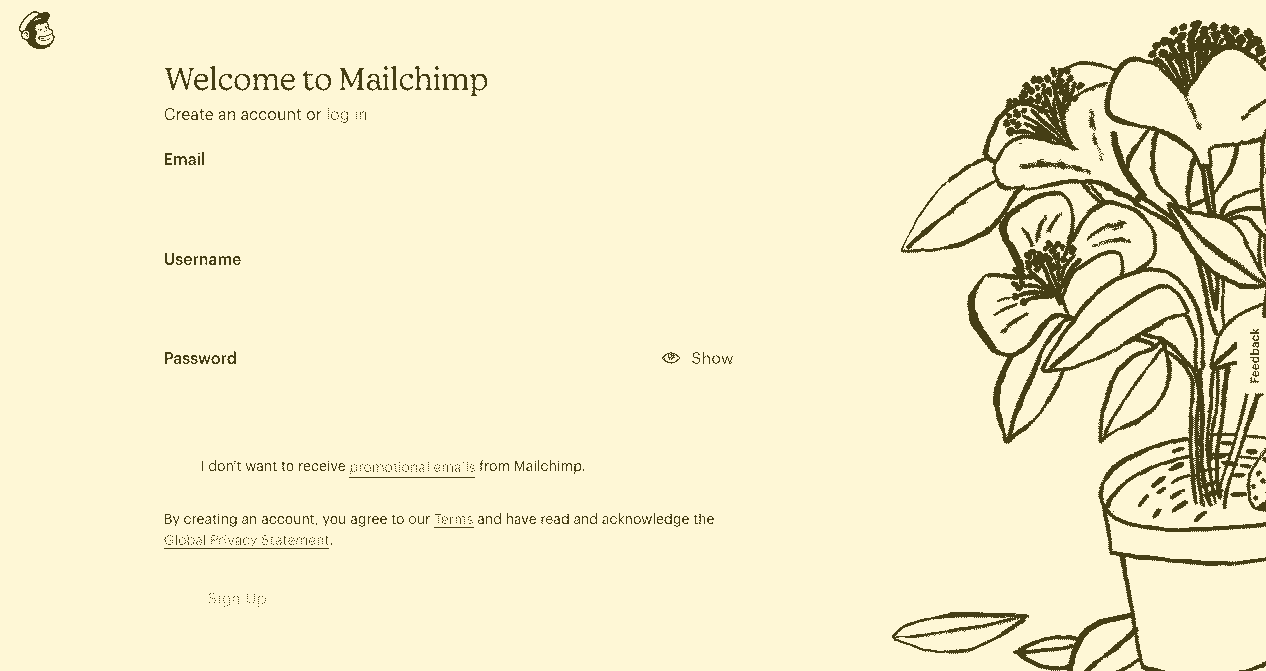 Welcome to Mailchimp
Create an account or log in
Email
Username
Password
Show
Feedback
I don't want to receive promotional emails from Mailchimp.
By creating an account, you agree to our Terms and have read and acknowledge the
Global Privacy Statement.
Sign Up